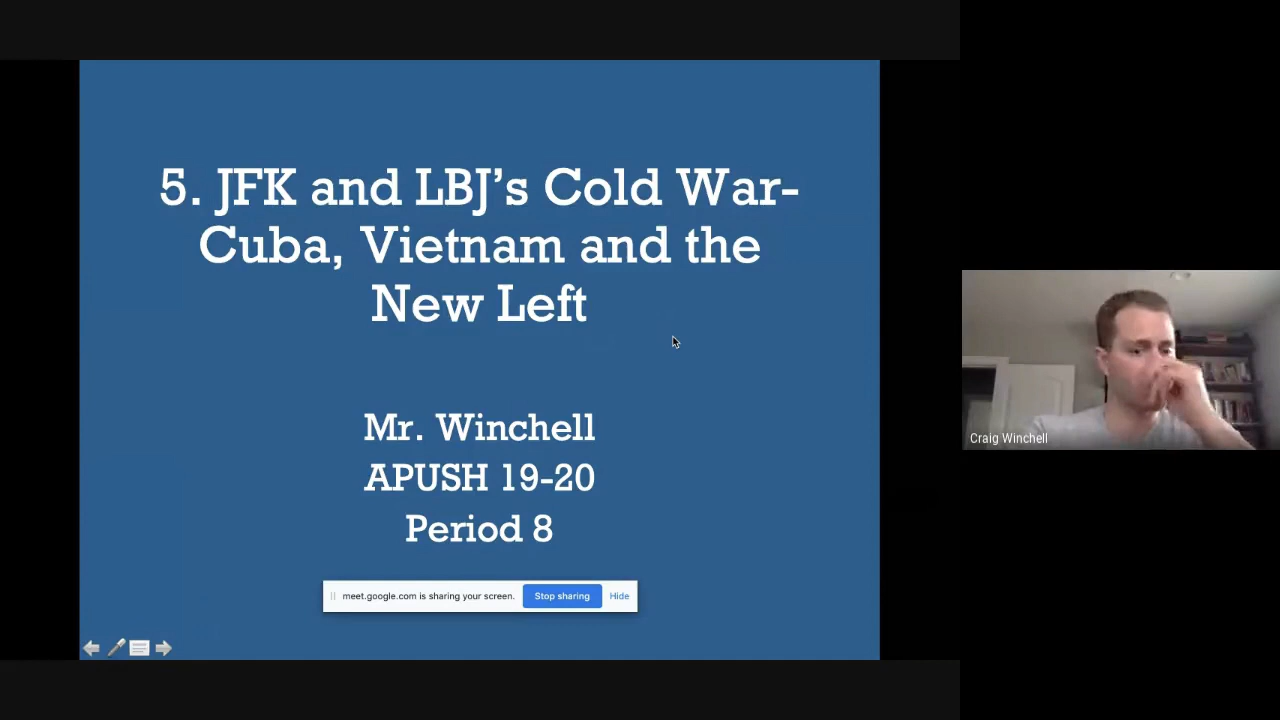 5. JFK and LBJ’s Cold War-
Cuba, Vietnam and the
New Left
Mr. Winchell
APUSH 19-20
Period 8
meet.google.com is sharing your screen. Stop sharing Hide
Craig Winchell